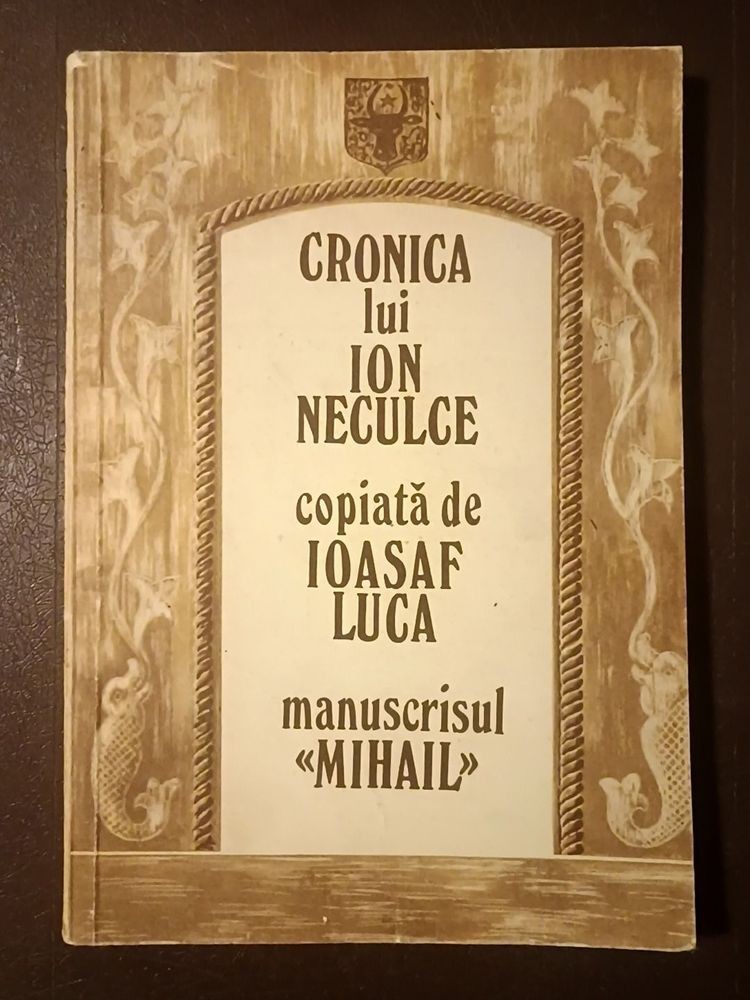 CRONICA
lui
ION
NECULCE
copiată de
IOASAF
LUCA
manuscrisul
«MIHAIL»